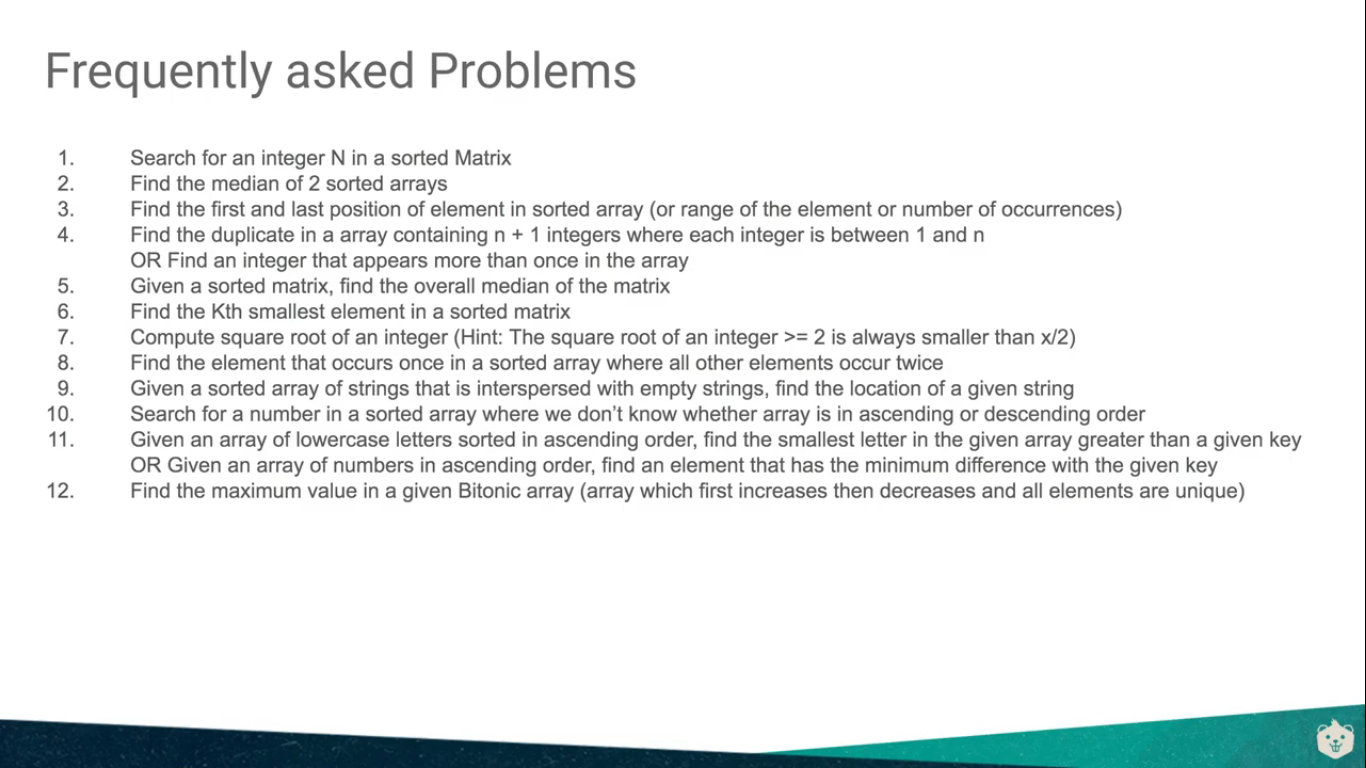 Frequently asked Problems
1. Search for an integer N in a sorted Matrix
2. Find the median of 2 sorted arrays
3. Find the first and last position of element in sorted array (or range of the element or number of occurrences)
4. Find the duplicate in a array containing n + 1 integers where each integer is between 1 and n
OR Find an integer that appears more than once in the array
5. Given a sorted matrix, find the overall median of the matrix
6. Find the Kth smallest element in a sorted matrix
7. Compute square root of an integer (Hint: The square root of an integer >= 2 is always smaller than x/2)
8. Find the element that occurs once in a sorted array where all other elements occur twice
9. Given a sorted array of strings that is interspersed with empty strings, find the location of a given string
10. Search for a number in a sorted array where we don’t know whether array is in ascending or descending order
11. Given an array of lowercase letters sorted in ascending order, find the smallest letter in the given array greater than a given key
OR Given an array of numbers in ascending order, find an element that has the minimum difference with the given key
12. Find the maximum value in a given Bitonic array (array which first increases then decreases and all elements are unique)